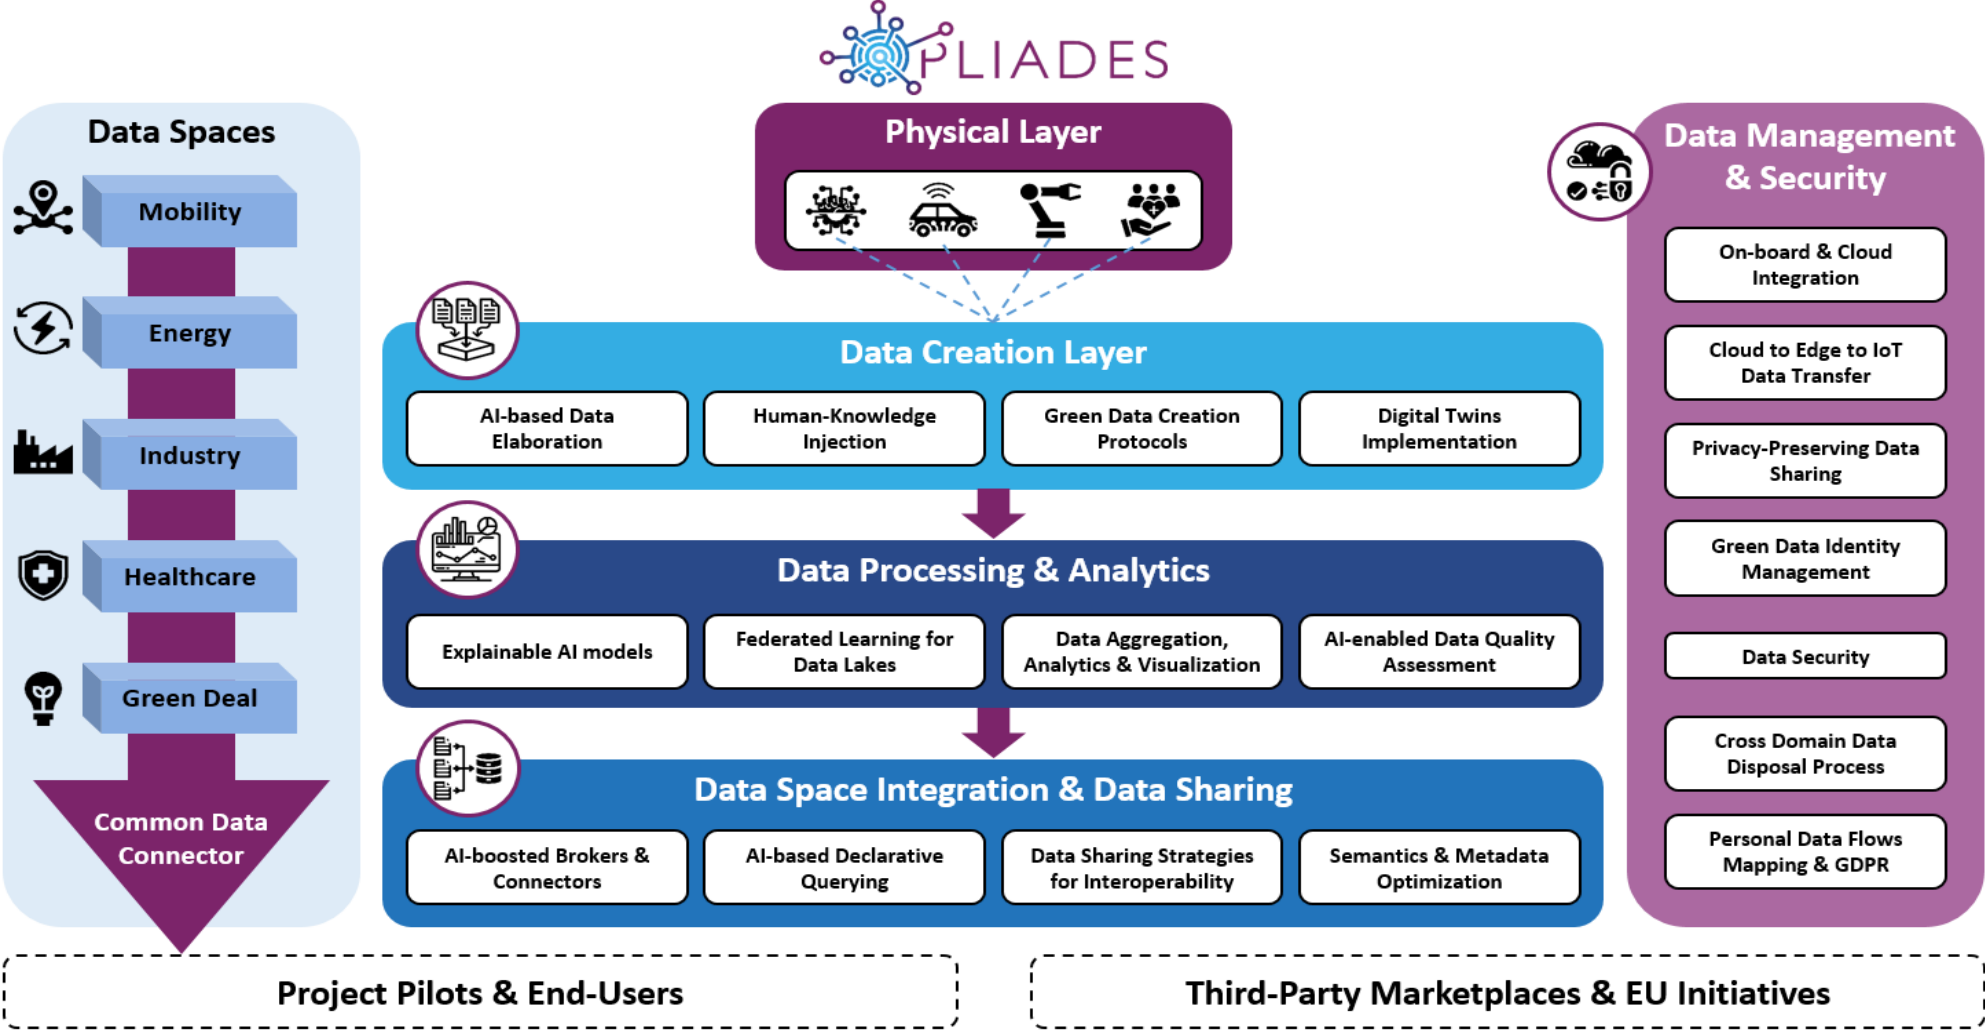 PLIADES
Data Spaces
Mobility
Energy
Industry
Healthcare
Green Deal
Common Data
Connector
Physical Layer
Data Creation Layer
AI-based Data
Elaboration
Human-Knowledge
Injection
Green Data Creation
Protocols
Digital Twins
Implementation
Data Processing & Analytics
Explainable AI models
Federated Learning for
Data Lakes
Data Aggregation,
Analytics & Visualization
AI-enabled Data Quality
Assessment
Data Space Integration & Data Sharing
AI-boosted Brokers &
Connectors
AI-based Declarative
Querying
Data Sharing Strategies
for Interoperability
Semantics & Metadata
Optimization
Data Management
& Security
On-board & Cloud
Integration
Cloud to Edge to IoT
Data Transfer
Privacy-Preserving Data
Sharing
Green Data Identity
Management
Data Security
Cross Domain Data
Disposal Process
Personal Data Flows
Mapping & GDPR
Project Pilots & End-Users
Third-Party Marketplaces & EU Initiatives